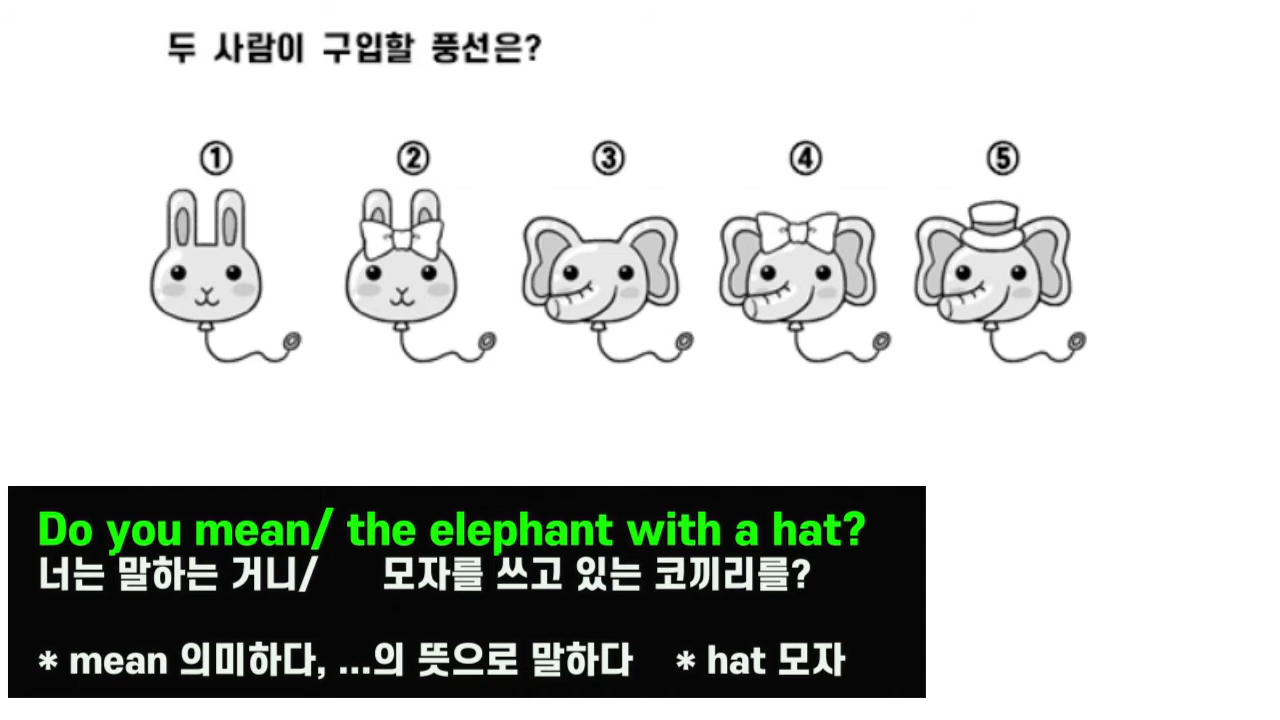 두 사람이 구입할 풍선은?
① ② ③ ④ ⑤
Do you mean/ the elephant with a hat?
너는 말하는 거니/ 모자를 쓰고 있는 코끼리를?
* mean 의미하다, ...의 뜻으로 말하다 * hat 모자